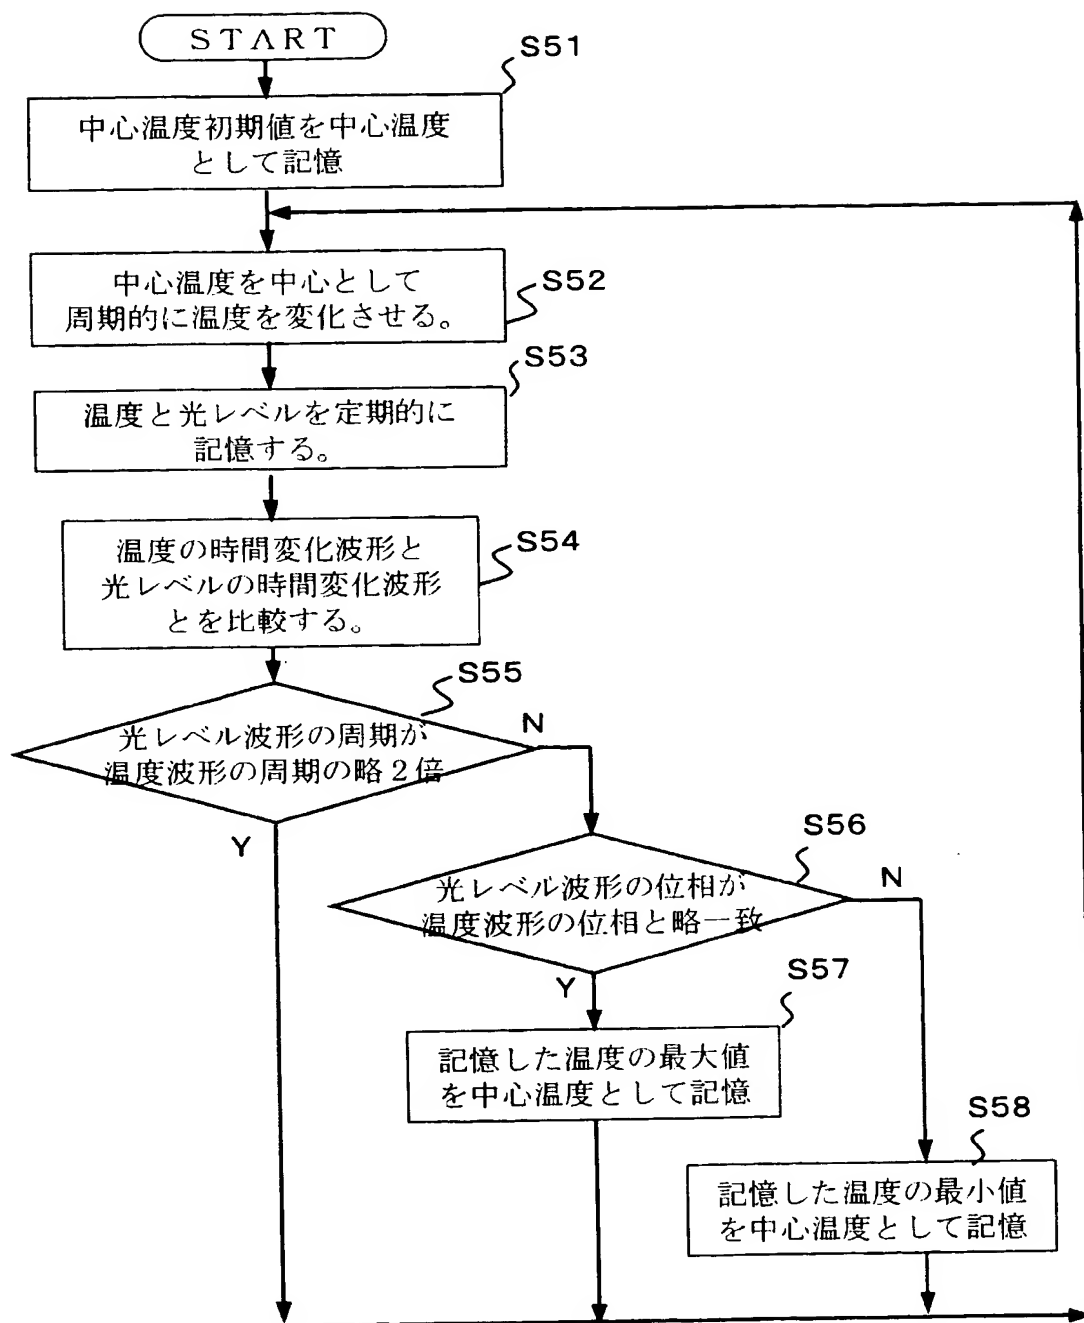 START
S51
中心温度初期値を中心温度
として記憶
中心温度を中心として
周期的に温度を変化させる。
S52
S53
温度と光レベルを定期的に
記憶する。
温度の時間変化波形と
光レベルの時間変化波形
とを比較する。
S54
S55
光レベル波形の周期が
温度波形の周期の略2倍
N
Y
S56
光レベル波形の位相が
温度波形の位相と略一致
N
Y
S57
記憶した温度の最大値
を中心温度として記憶
S58
記憶した温度の最小値
を中心温度として記憶